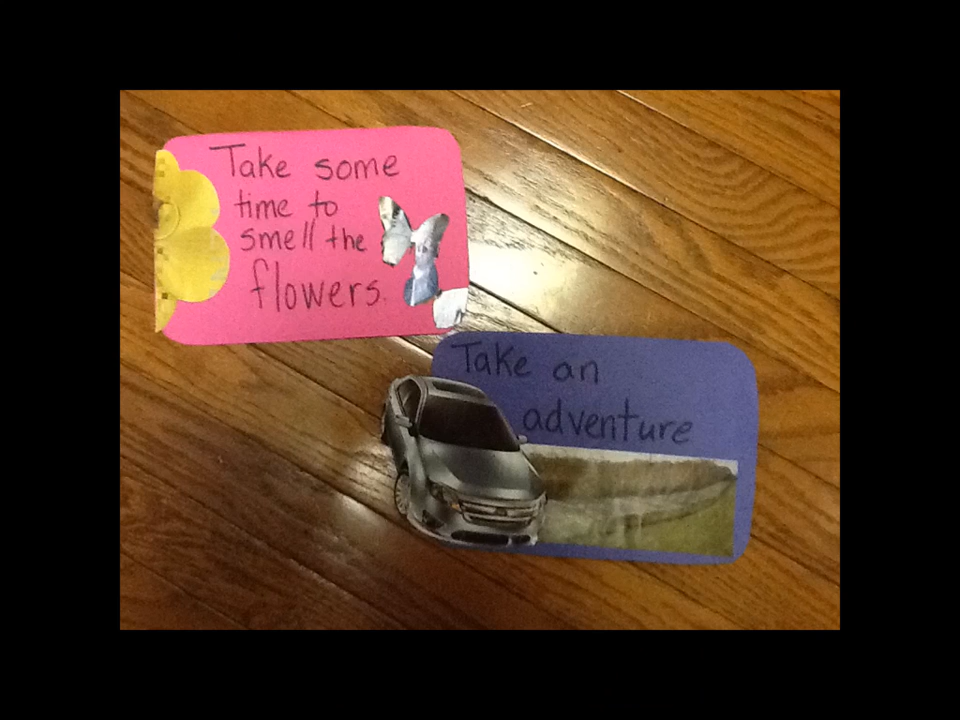 Take some
time to
smell the
flowers.
Take an
adventure